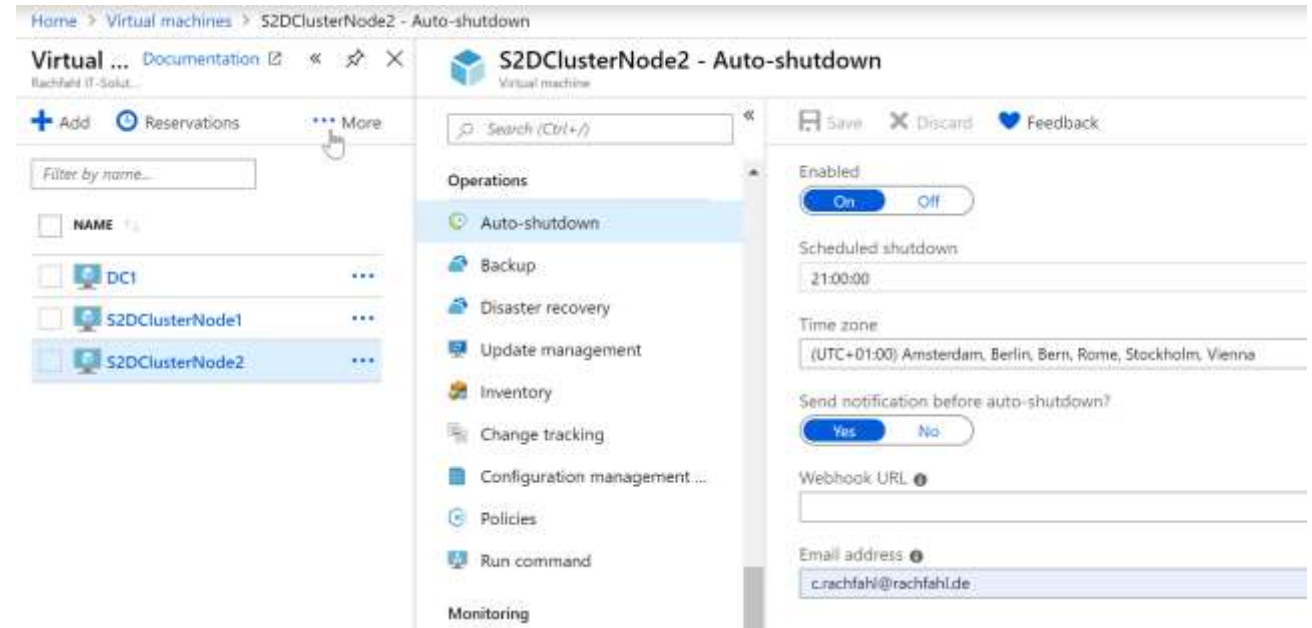 Home > Virtual machines > S2DClusterNode2 - Auto-shutdown
Virtual ... Documentation
Rachfahl IT-Solut...
Add Reservations ... More
Filter by name...
NAME
DC1
S2DClusterNode1
S2DClusterNode2
S2DClusterNode2 - Auto-shutdown
Virtual machine
Search (Ctrl+/)
Operations
Auto-shutdown
Backup
Disaster recovery
Update management
Inventory
Change tracking
Configuration management ...
Policies
Run command
Monitoring
Save Discard Feedback
Enabled
On Off
Scheduled shutdown
21:00:00
Time zone
(UTC+01:00) Amsterdam, Berlin, Bern, Rome, Stockholm, Vienna
Send notification before auto-shutdown?
Yes No
Webhook URL
Email address
c.rachfahl@rachfahl.de